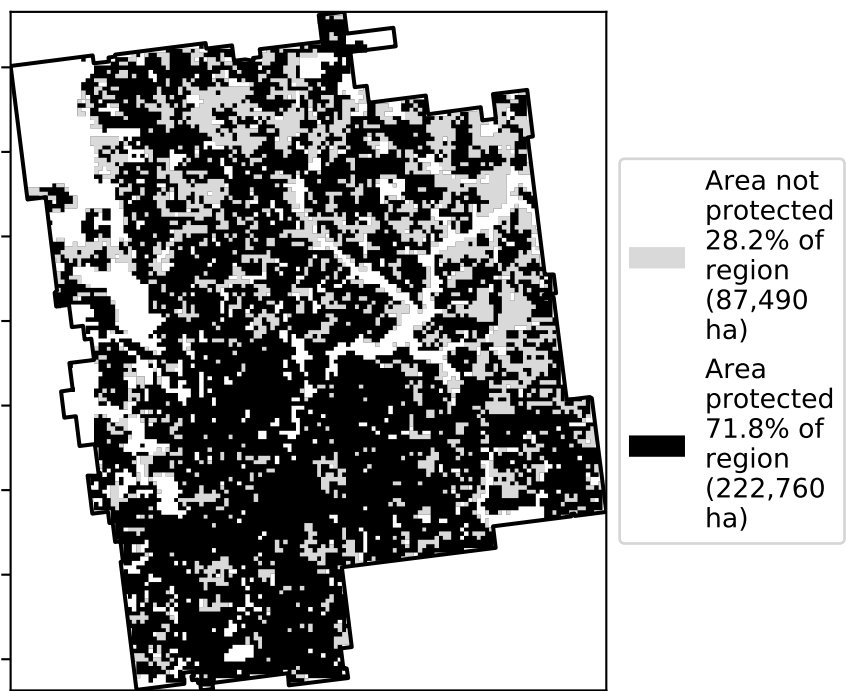 Area not
protected
28.2% of
region
(87,490
ha)
Area
protected
71.8% of
region
(222,760
ha)